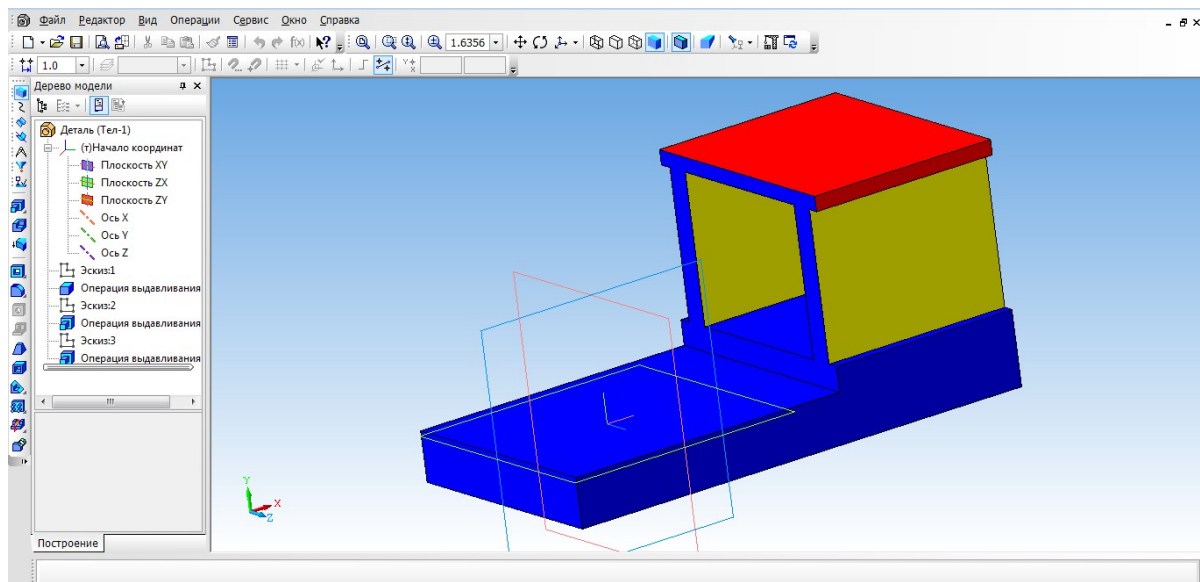 Файл Редактор Вид Операции Сервис Окно Справка
1.6356
1.0
Дерево модели
Деталь (Тел-1)
(т)Начало координат
Плоскость XY
Плоскость ZX
Плоскость ZY
Ось X
Ось Y
Ось Z
Эскиз:1
Операция выдавливания
Эскиз:2
Операция выдавливания
Эскиз:3
Операция выдавливания
Y
X
Z
Построение